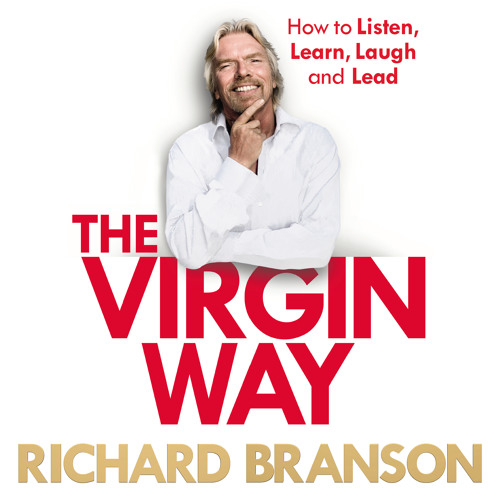 How to Listen,
Learn, Laugh
and Lead
THE
VIRGIN
WAY
RICHARD BRANSON